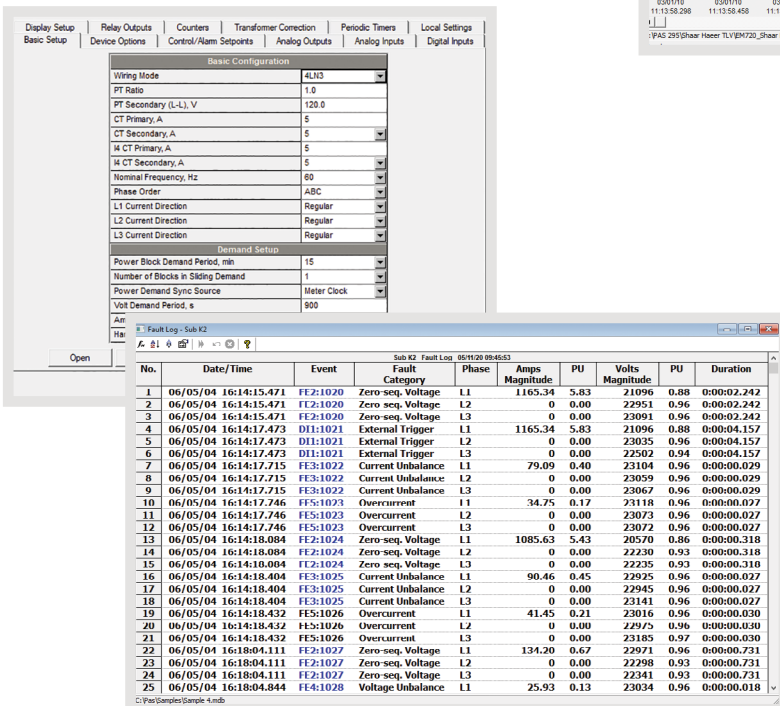 03/01/10 03/01/10 03
11:13:58.298 11:13:58.458 11:1
:\PAS 295\Shaar Haeer TLV\EM720_Shaar
Display Setup Relay Outputs Counters Transformer Correction Periodic Timers Local Settings
Basic Setup Device Options Control/Alarm Setpoints Analog Outputs Analog Inputs Digital Inputs
Basic Configuration
Wiring Mode 4LN3
PT Ratio 1.0
PT Secondary (L-L), V 120.0
CT Primary, A 5
CT Secondary, A 5
I4 CT Primary, A 5
I4 CT Secondary, A 5
Nominal Frequency, Hz 60
Phase Order ABC
L1 Current Direction Regular
L2 Current Direction Regular
L3 Current Direction Regular
Demand Setup
Power Block Demand Period, min 15
Number of Blocks in Sliding Demand 1
Power Demand Sync Source Meter Clock
Volt Demand Period, s 900
Am
Har
Open
Fault Log - Sub K2
Sub K2 Fault Log 05/11/20 09:45:53
No. Date/Time Event Fault Category Phase Amps Magnitude PU Volts Magnitude PU Duration
1 06/05/04 16:14:15.471 FE2:1020 Zero-seq. Voltage L1 1165.34 5.83 21096 0.88 0:00:02.242
2 06/05/04 16:14:15.471 FE2:1020 Zero-seq. Voltage L2 0 0.00 22951 0.96 0:00:02.242
3 06/05/04 16:14:15.471 FE2:1020 Zero-seq. Voltage L3 0 0.00 23091 0.96 0:00:02.242
4 06/05/04 16:14:17.473 DI1:1021 External Trigger L1 1165.34 5.83 21096 0.88 0:00:04.157
5 06/05/04 16:14:17.473 DI1:1021 External Trigger L2 0 0.00 23035 0.96 0:00:04.157
6 06/05/04 16:14:17.473 DI1:1021 External Trigger L3 0 0.00 22502 0.94 0:00:04.157
7 06/05/04 16:14:17.715 FE3:1022 Current Unbalance L1 79.09 0.40 23104 0.96 0:00:00.029
8 06/05/04 16:14:17.715 FE3:1022 Current Unbalance L2 0 0.00 23059 0.96 0:00:00.029
9 06/05/04 16:14:17.715 FE3:1022 Current Unbalance L3 0 0.00 23067 0.96 0:00:00.029
10 06/05/04 16:14:17.746 FE5:1023 Overcurrent L1 34.75 0.17 23118 0.96 0:00:00.027
11 06/05/04 16:14:17.746 FE5:1023 Overcurrent L2 0 0.00 23073 0.96 0:00:00.027
12 06/05/04 16:14:17.746 FE5:1023 Overcurrent L3 0 0.00 23072 0.96 0:00:00.027
13 06/05/04 16:14:18.084 FE2:1024 Zero-seq. Voltage L1 1085.63 5.43 20570 0.86 0:00:00.318
14 06/05/04 16:14:18.084 FE2:1024 Zero-seq. Voltage L2 0 0.00 22230 0.93 0:00:00.318
15 06/05/04 16:14:18.084 FE2:1024 Zero-seq. Voltage L3 0 0.00 22235 0.93 0:00:00.318
16 06/05/04 16:14:18.404 FE3:1025 Current Unbalance L1 90.46 0.45 22925 0.96 0:00:00.027
17 06/05/04 16:14:18.404 FE3:1025 Current Unbalance L2 0 0.00 22945 0.96 0:00:00.027
18 06/05/04 16:14:18.404 FE3:1025 Current Unbalance L3 0 0.00 23141 0.96 0:00:00.027
19 06/05/04 16:14:18.432 FE5:1026 Overcurrent L1 41.45 0.21 23016 0.96 0:00:00.030
20 06/05/04 16:14:18.432 FE5:1026 Overcurrent L2 0 0.00 22975 0.96 0:00:00.030
21 06/05/04 16:14:18.432 FE5:1026 Overcurrent L3 0 0.00 23185 0.97 0:00:00.030
22 06/05/04 16:18:04.111 FE2:1027 Zero-seq. Voltage L1 134.20 0.67 22971 0.96 0:00:00.731
23 06/05/04 16:18:04.111 FE2:1027 Zero-seq. Voltage L2 0 0.00 22298 0.93 0:00:00.731
24 06/05/04 16:18:04.111 FE2:1027 Zero-seq. Voltage L3 0 0.00 22341 0.93 0:00:00.731
25 06/05/04 16:18:04.844 FE4:1028 Voltage Unbalance L1 25.93 0.13 23034 0.96 0:00:00.018
C:\Pas\Samples\Sample 4.mdb